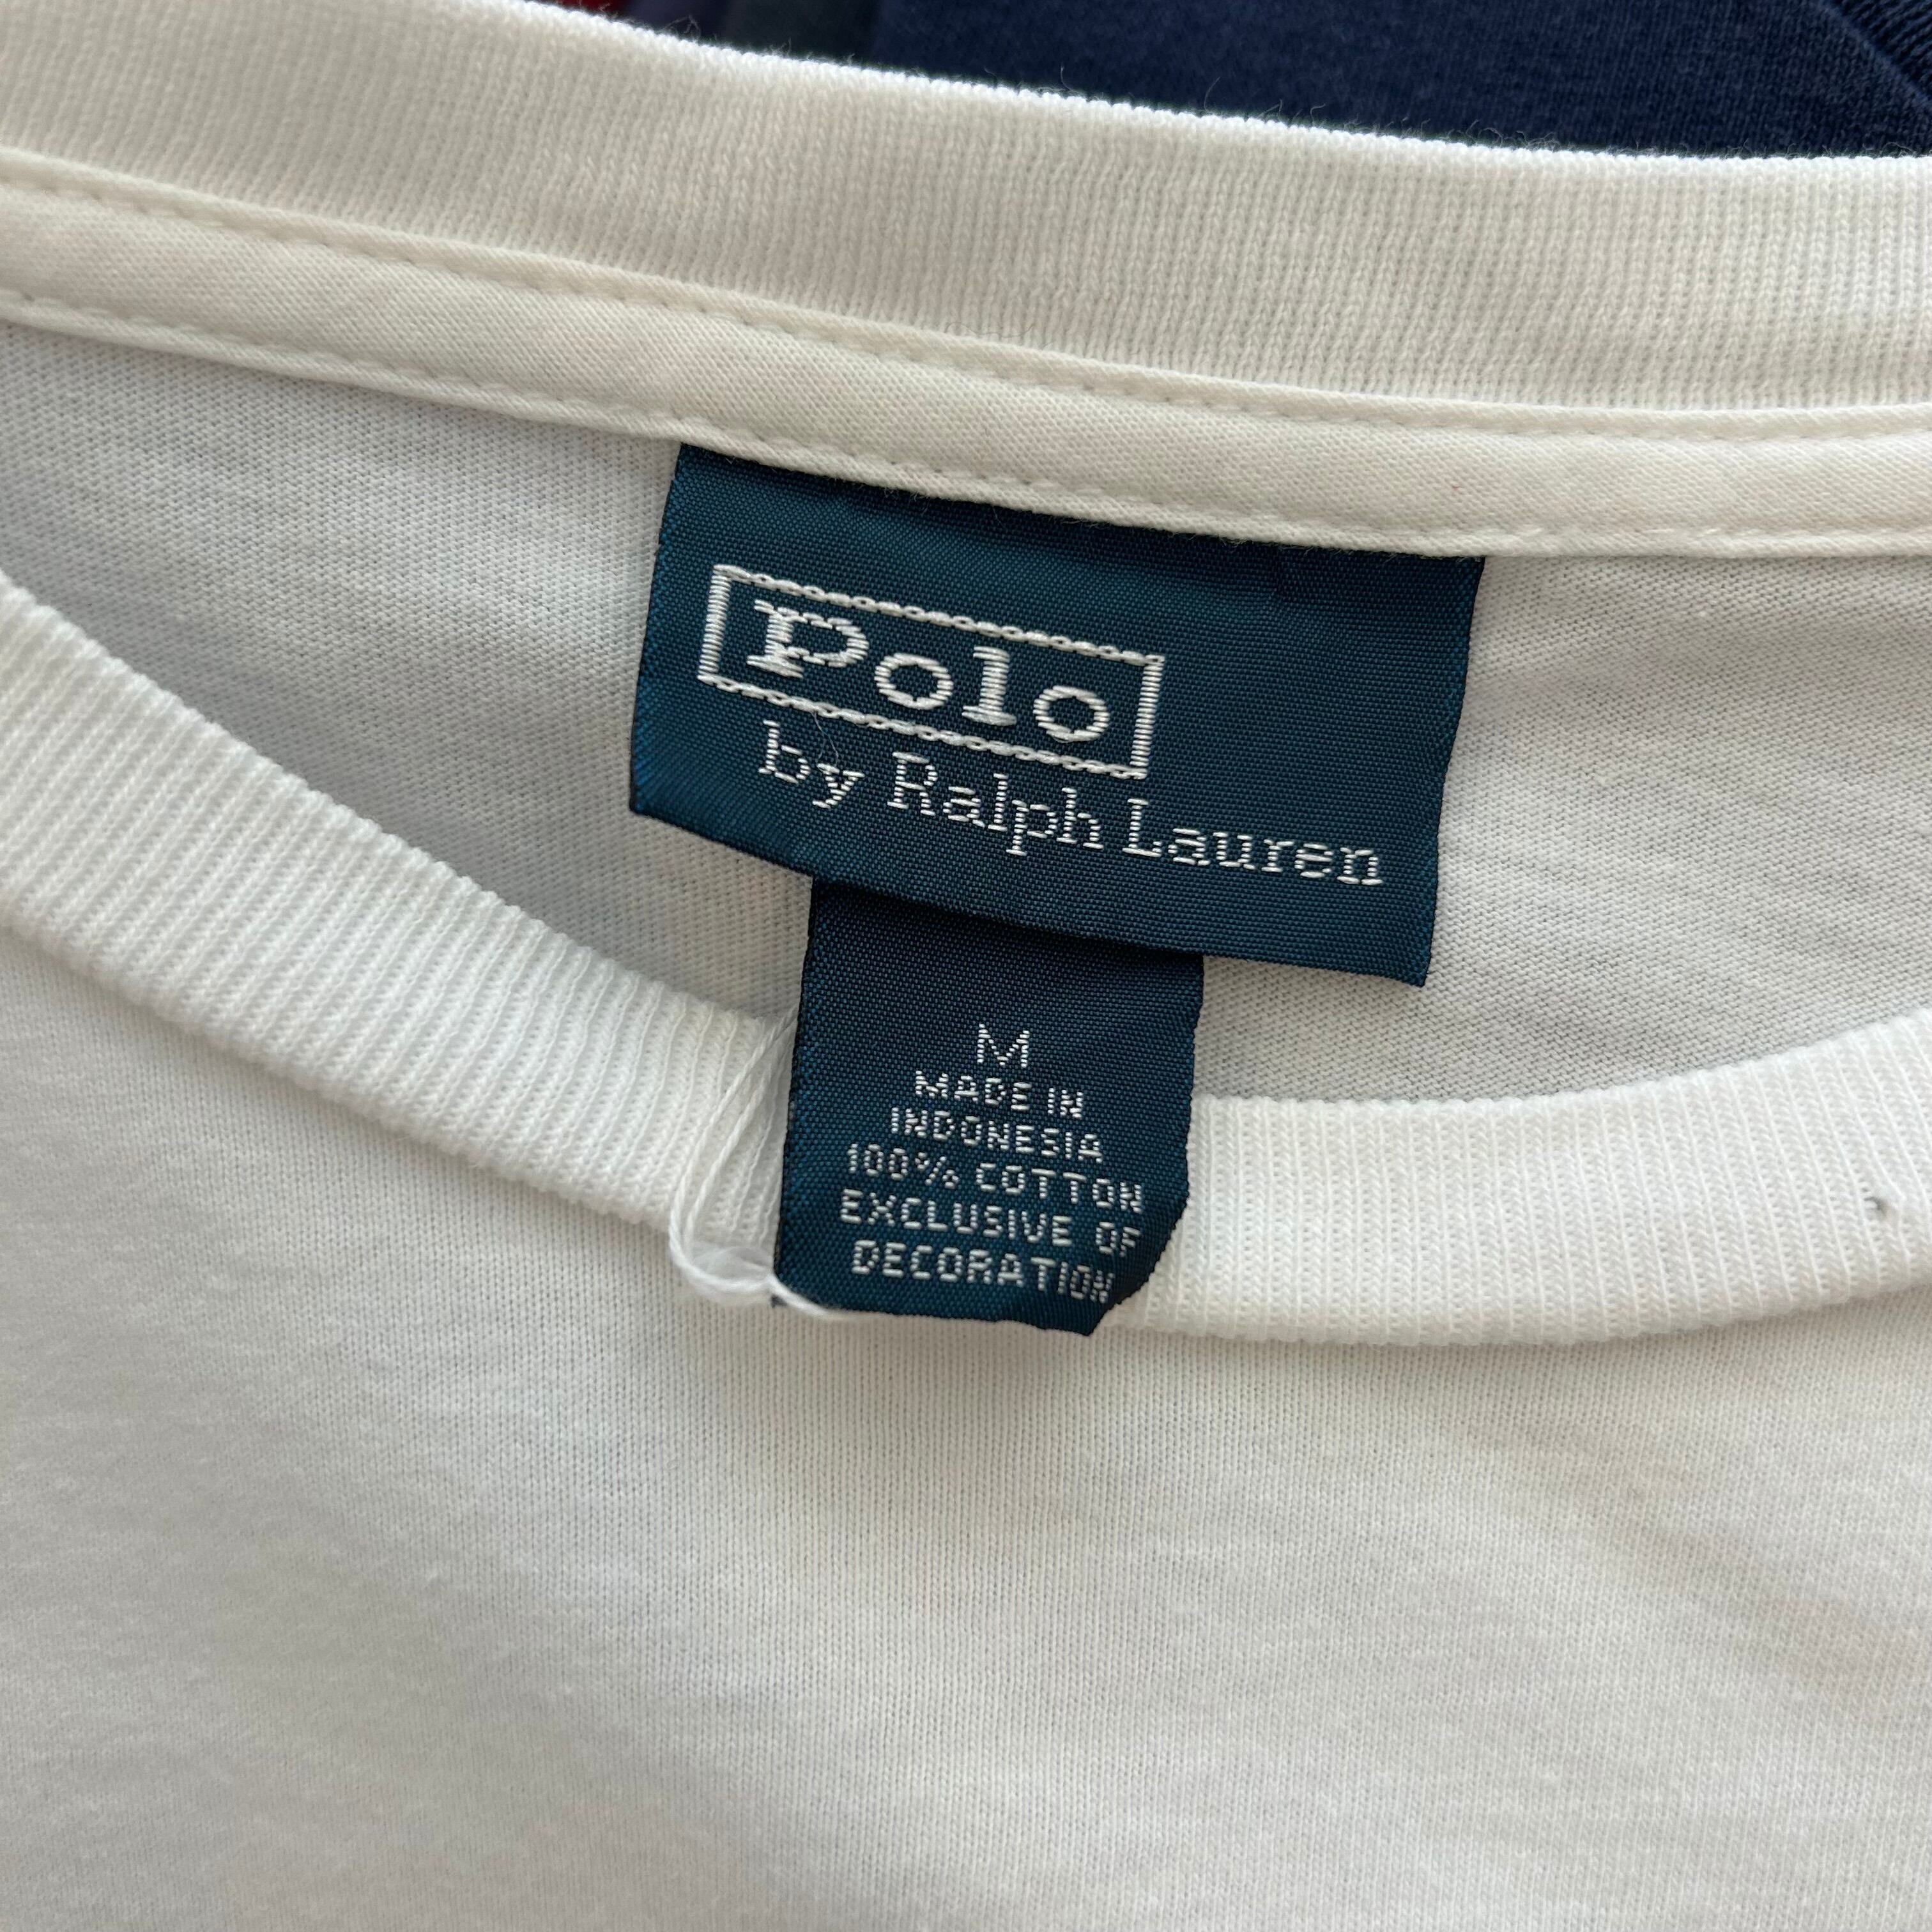 Polo
by Ralph Lauren
M
MADE IN
INDONESIA
100% COTTON
EXCLUSIVE OF
DECORATION